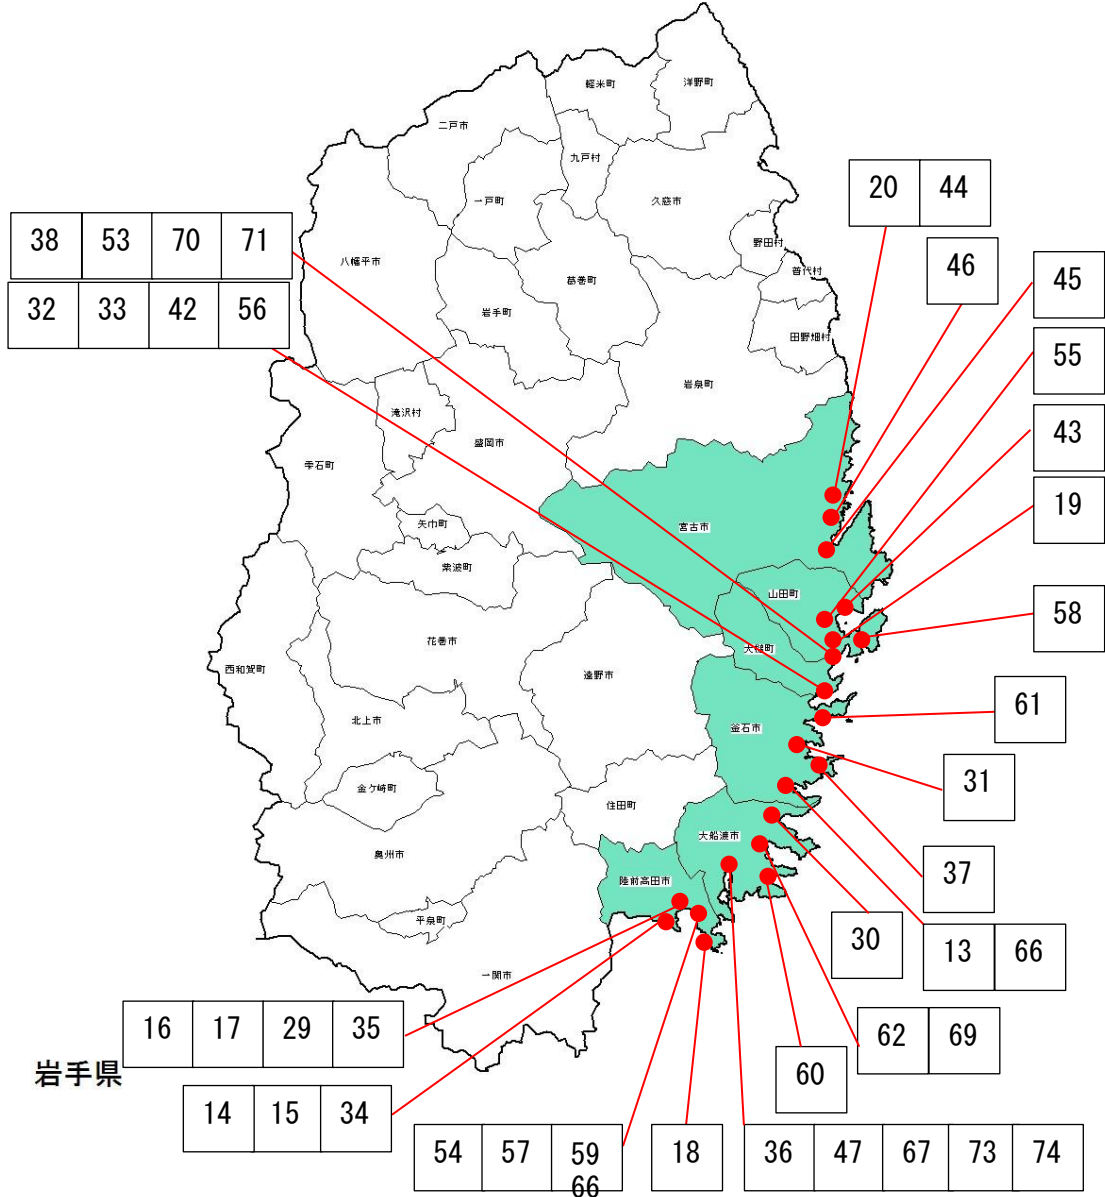 軽米町
洋野町
二戸市
九戸村
一戸町
久慈市
20 44
38 53 70 71
野田村
八幡平市
普代村
46
45
葛巻町
32 33 42 56
岩手町
田野畑村
55
岩泉町
滝沢村
43
盛岡市
雫石町
19
矢巾町
宮古市
紫波町
山田町
58
花巻市
大槌町
西和賀町
遠野市
61
北上市
釜石市
31
金ケ崎町
住田町
大船渡市
奥州市
37
陸前高田市
平泉町
30
13 66
一関市
16 17 29 35
62 69
岩手県
60
14 15 34
54 57 59
66
18
36 47 67 73 74